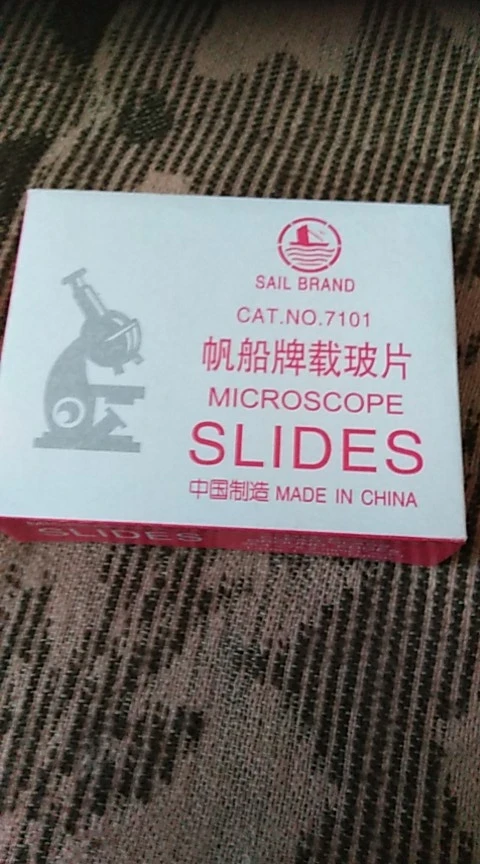 SAIL BRAND
CAT.NO.7101
帆船牌载玻片
MICROSCOPE
SLIDES
中国制造 MADE IN CHINA
SLIDES